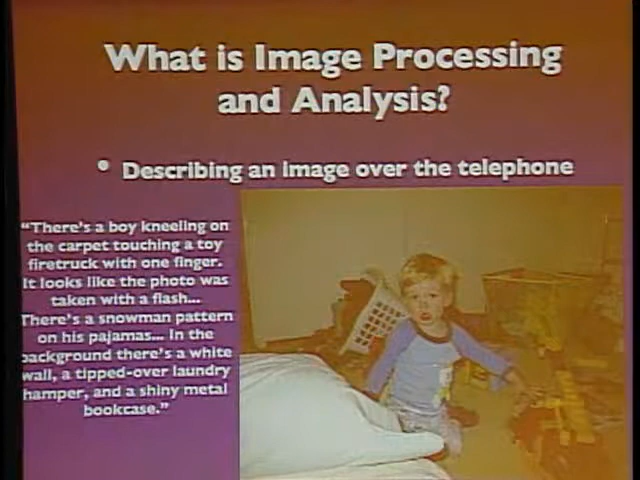 What is Image Processing
and Analysis?
• Describing an image over the telephone
“There’s a boy kneeling on
the carpet touching a toy
firetruck with one finger.
It looks like the photo was
taken with a flash...
There’s a snowman pattern
on his pajamas... In the
background there’s a white
wall, a tipped-over laundry
hamper, and a shiny metal
bookcase.”